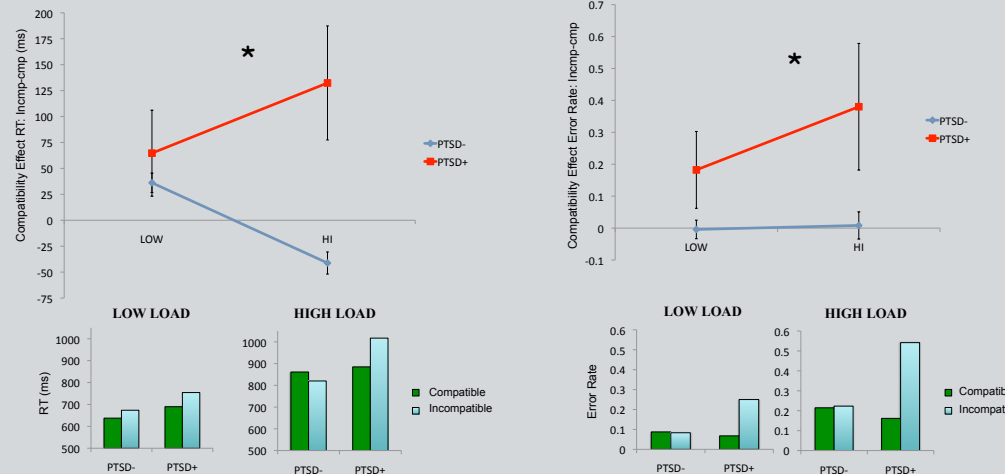 Compatibility Effect RT: Incmp-cmp (ms)
200
175
150
125
100
75
50
25
0
-25
-50
-75
*
LOW
HI
PTSD-
PTSD+
Compatibility Effect Error Rate: Incmp-cmp
0.7
0.6
0.5
0.4
0.3
0.2
0.1
0
-0.1
*
LOW
HI
PTSD-
PTSD+
LOW LOAD
RT (ms)
1000
900
800
700
600
500
PTSD-
PTSD+
HIGH LOAD
1000
900
800
700
600
500
PTSD-
PTSD+
Compatible
Incompatible
LOW LOAD
Error Rate
0.6
0.5
0.4
0.3
0.2
0.1
0
PTSD-
PTSD+
HIGH LOAD
0.6
0.5
0.4
0.3
0.2
0.1
0
PTSD-
PTSD+
Compatib
Incompat